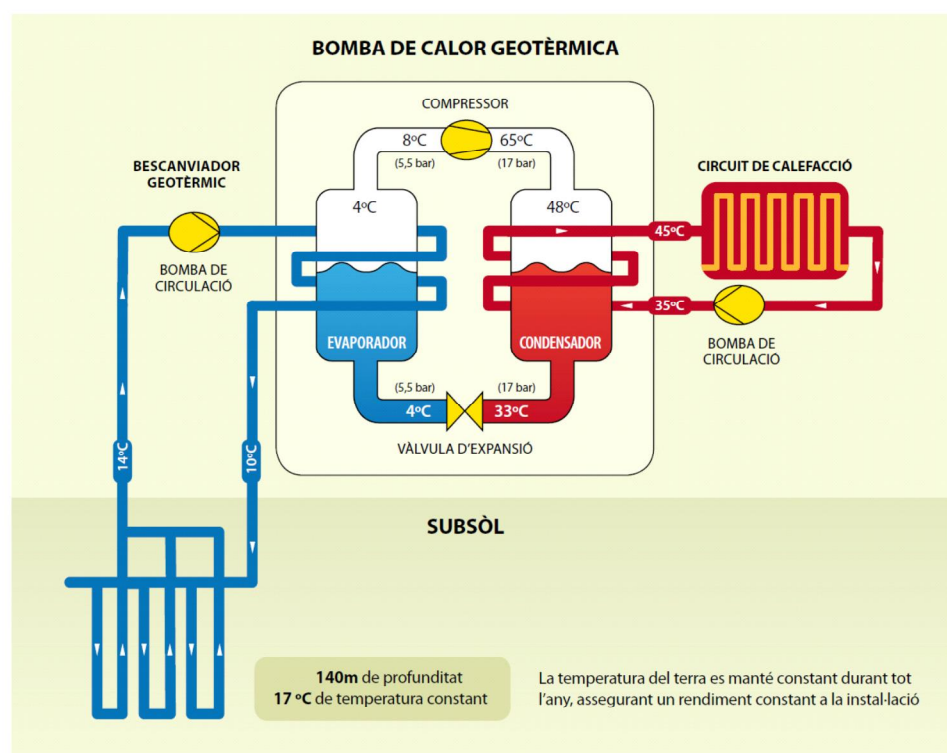 BOMBA DE CALOR GEOTÈRMICA
COMPRESSOR
8ºC
65ºC
(5,5 bar)
(17 bar)
BESCANVIADOR
GEOTÈRMIC
CIRCUIT DE CALEFACCIÓ
4ºC
48ºC
45ºC
BOMBA DE
CIRCULACIÓ
35ºC
EVAPORADOR
CONDENSADOR
BOMBA DE
CIRCULACIÓ
(5,5 bar)
(17 bar)
4ºC
33ºC
VÀLVULA D'EXPANSIÓ
14ºC
10ºC
SUBSÒL
140m de profunditat
17 ºC de temperatura constant
La temperatura del terra es manté constant durant tot
l'any, assegurant un rendiment constant a la instal·lació